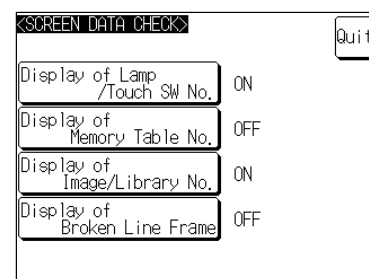 <SCREEN DATA CHECK>
Quit
Display of Lamp
/Touch SW No. ON
Display of
Memory Table No. OFF
Display of
Image/Library No. ON
Display of
Broken Line Frame OFF